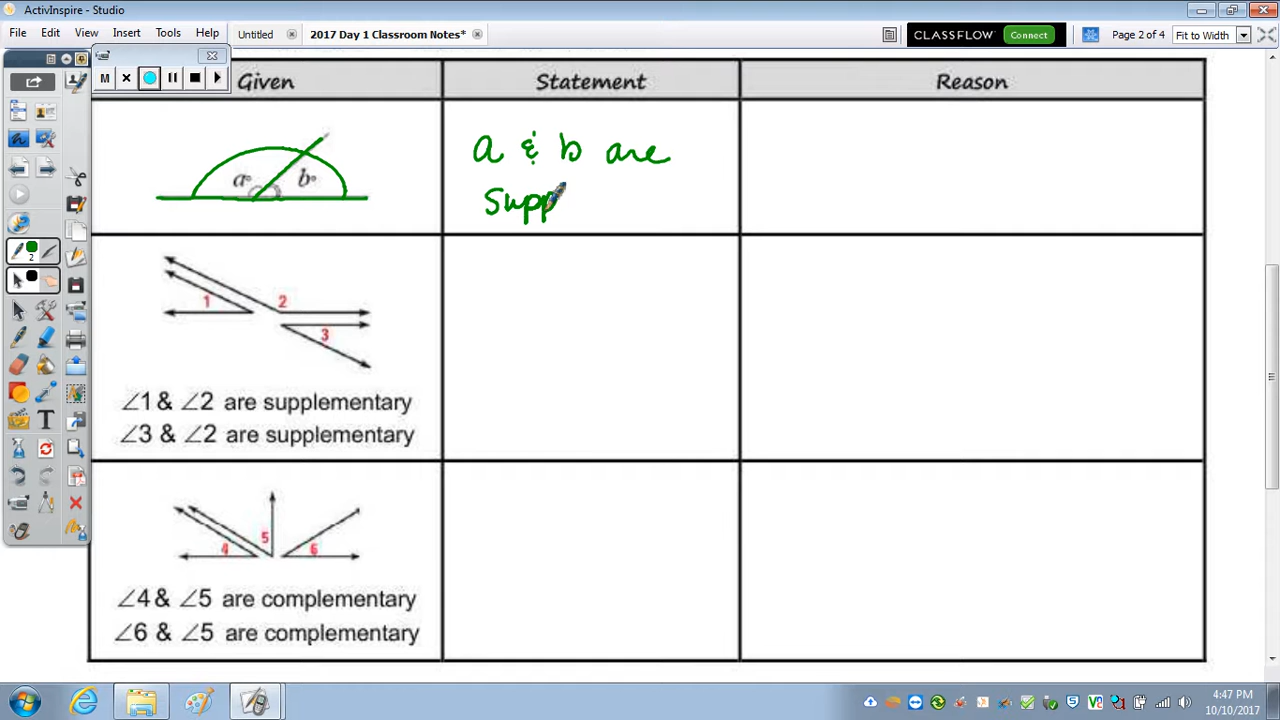 ActivInspire - Studio
File Edit View Insert Tools Help
Untitled
2017 Day 1 Classroom Notes*
CLASSFLOW Connect
Page 2 of 4
Fit to Width
M
Given Statement Reason
a° b°
a & b are
Supp
1 2
3
∠1 & ∠2 are supplementary
∠3 & ∠2 are supplementary
5
4 6
∠4 & ∠5 are complementary
∠6 & ∠5 are complementary
2
T
4:47 PM
10/10/2017